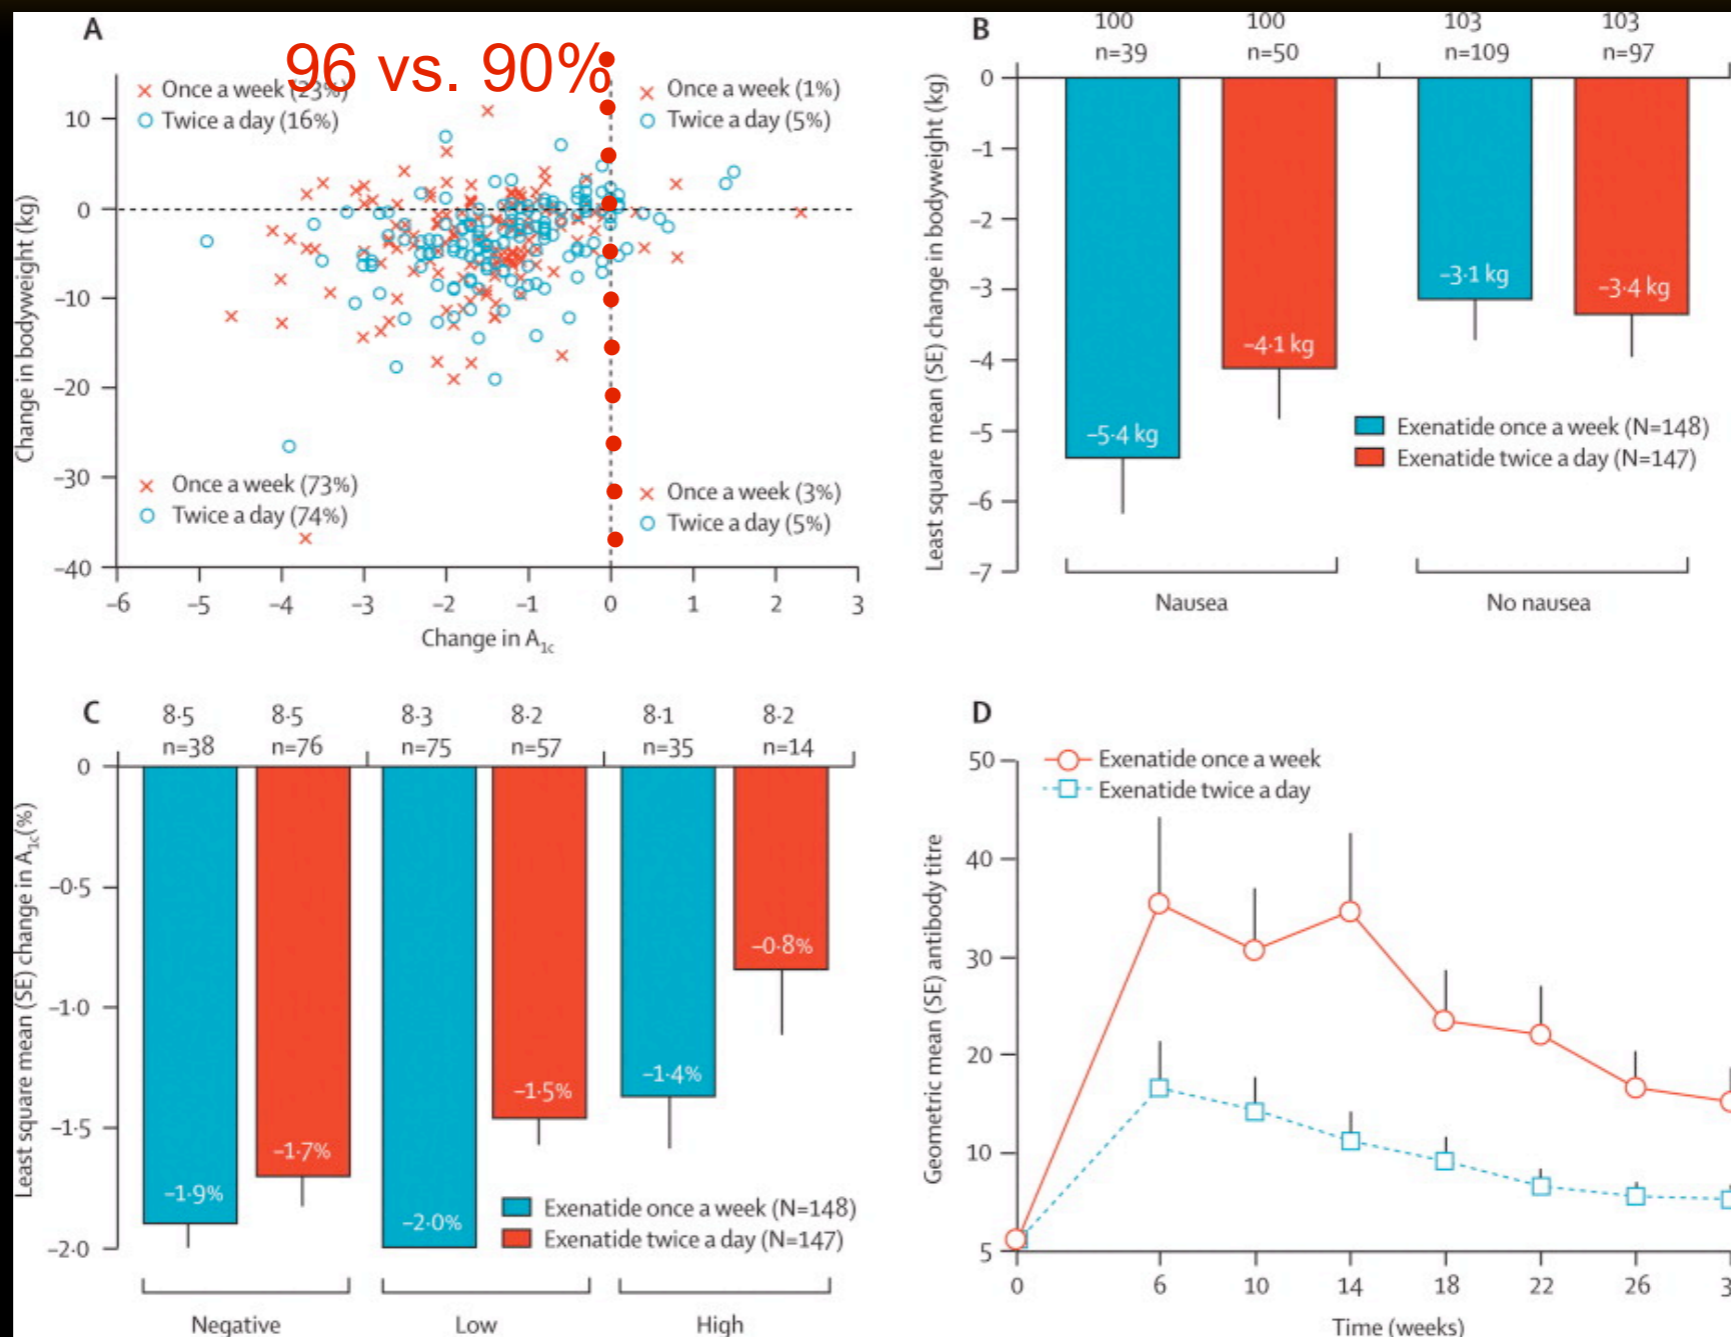 A
96 vs. 90%
× Once a week (23%)
Twice a day (16%)
× Once a week (1%)
Twice a day (5%)
Change in bodyweight (kg)
10
0
−10
−20
−30
−40
× Once a week (73%)
Twice a day (74%)
× Once a week (3%)
Twice a day (5%)
−6 −5 −4 −3 −2 −1 0 1 2 3
Change in A1c
B
100 100 103 103
n=39 n=50 n=109 n=97
Least square mean (SE) change in bodyweight (kg)
0
−1
−2
−3
−4
−5
−6
−7
−5·4 kg
−4·1 kg
−3·1 kg
−3·4 kg
Exenatide once a week (N=148)
Exenatide twice a day (N=147)
Nausea No nausea
C
8·5 8·5 8·3 8·2 8·1 8·2
n=38 n=76 n=75 n=57 n=35 n=14
Least square mean (SE) change in A1c(%)
0
−0·5
−1·0
−1·5
−2·0
−1·9%
−1·7%
−2·0%
−1·5%
−1·4%
−0·8%
Exenatide once a week (N=148)
Exenatide twice a day (N=147)
Negative Low High
D
Exenatide once a week
Exenatide twice a day
Geometric mean (SE) antibody titre
50
40
30
20
10
5
0 6 10 14 18 22 26
Time (weeks)